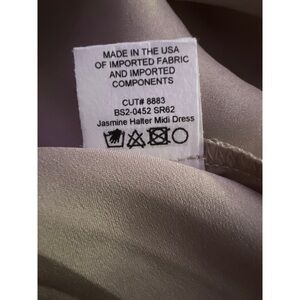 MADE IN THE USA
OF IMPORTED FABRIC
AND IMPORTED
COMPONENTS
CUT# 8883
BS2-0452 SR62
Jasmine Halter Midi Dress